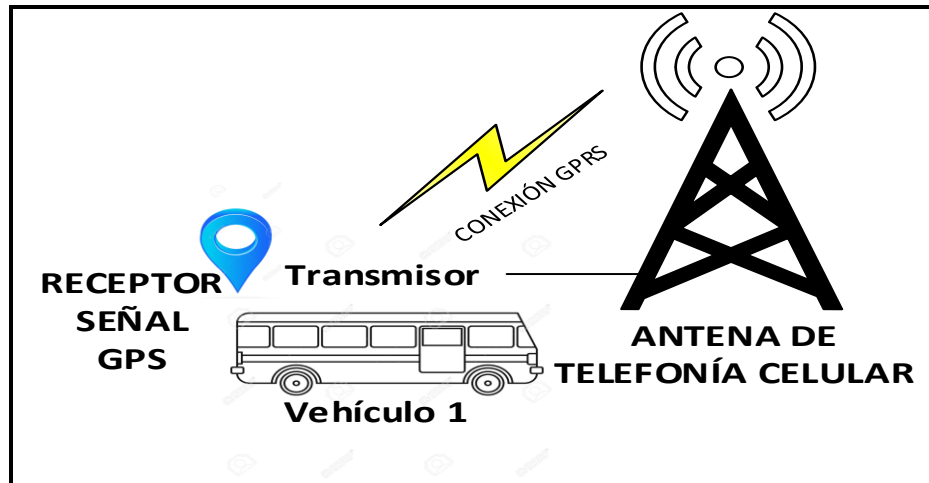 CONEXIÓN GPRS
Transmisor
RECEPTOR
SEÑAL
GPS
ANTENA DE
TELEFONÍA CELULAR
Vehículo 1